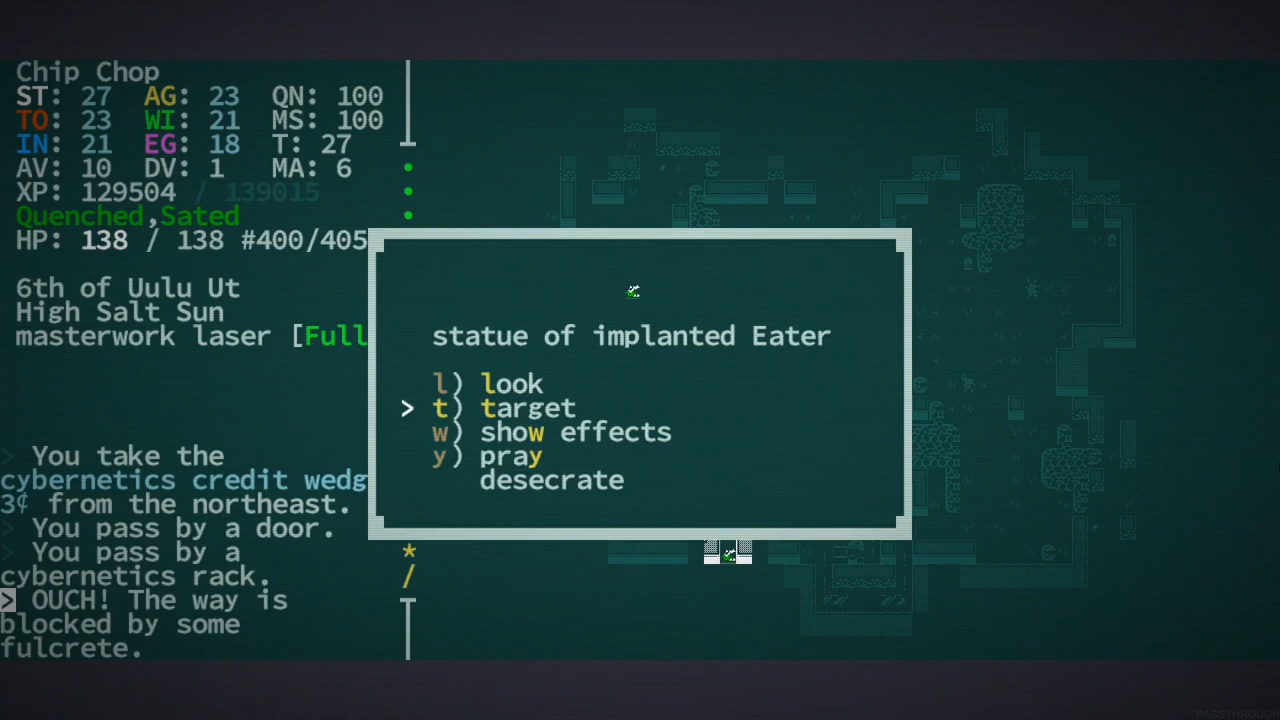 Chip Chop
ST: 27 AG: 23 QN: 100
TO: 23 WI: 21 MS: 100
IN: 21 EG: 18 T: 27
AV: 10 DV: 1 MA: 6
XP: 129504 / 139015
Quenched,Sated
HP: 138 / 138 #400/405
6th of Uulu Ut
High Salt Sun
masterwork laser [Full
> You take the
cybernetics credit wedg
3¢ from the northeast.
> You pass by a door.
> You pass by a
cybernetics rack.
> OUCH! The way is
blocked by some
fulcrete.
statue of implanted Eater
l) look
> t) target
w) show effects
y) pray
desecrate
PASSTHROUGH